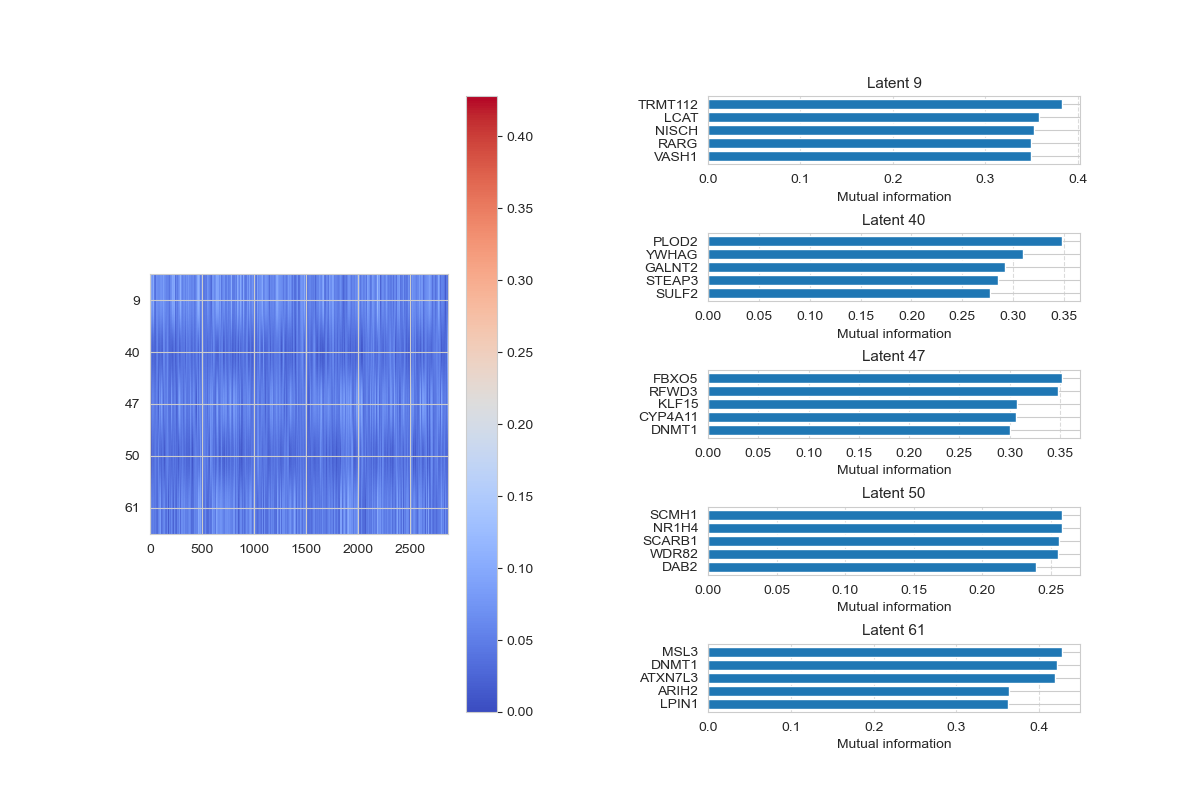 9
40
47
50
61
0 500 1000 1500 2000 2500
0.40
0.35
0.30
0.25
0.20
0.15
0.10
0.05
0.00
Latent 9
TRMT112
LCAT
NISCH
RARG
VASH1
0.0 0.1 0.2 0.3 0.4
Mutual information
Latent 40
PLOD2
YWHAG
GALNT2
STEAP3
SULF2
0.00 0.05 0.10 0.15 0.20 0.25 0.30 0.35
Mutual information
Latent 47
FBXO5
RFWD3
KLF15
CYP4A11
DNMT1
0.00 0.05 0.10 0.15 0.20 0.25 0.30 0.35
Mutual information
Latent 50
SCMH1
NR1H4
SCARB1
WDR82
DAB2
0.00 0.05 0.10 0.15 0.20 0.25
Mutual information
Latent 61
MSL3
DNMT1
ATXN7L3
ARIH2
LPIN1
0.0 0.1 0.2 0.3 0.4
Mutual information